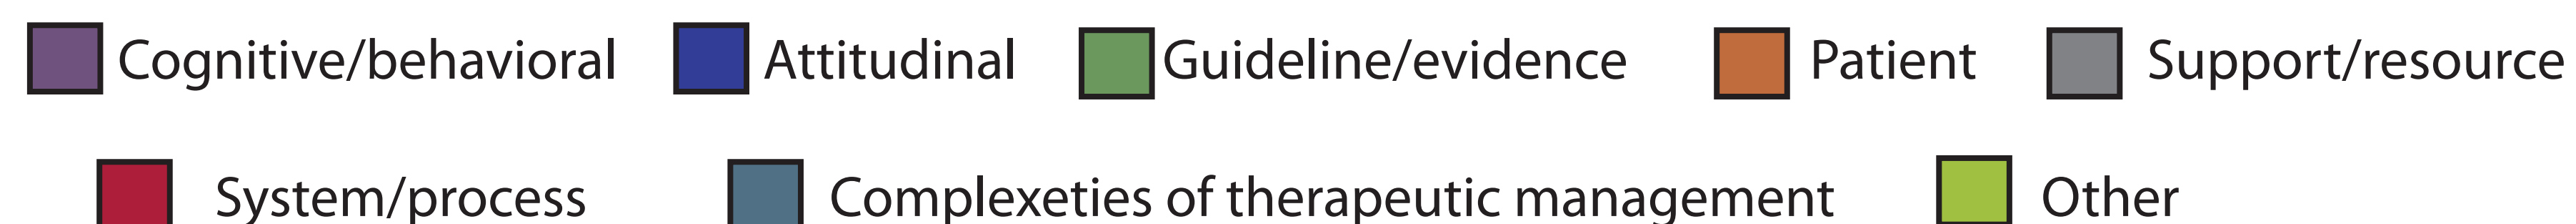 Cognitive/behavioral Attitudinal Guideline/evidence Patient Support/resource
System/process Complexeties of therapeutic management Other